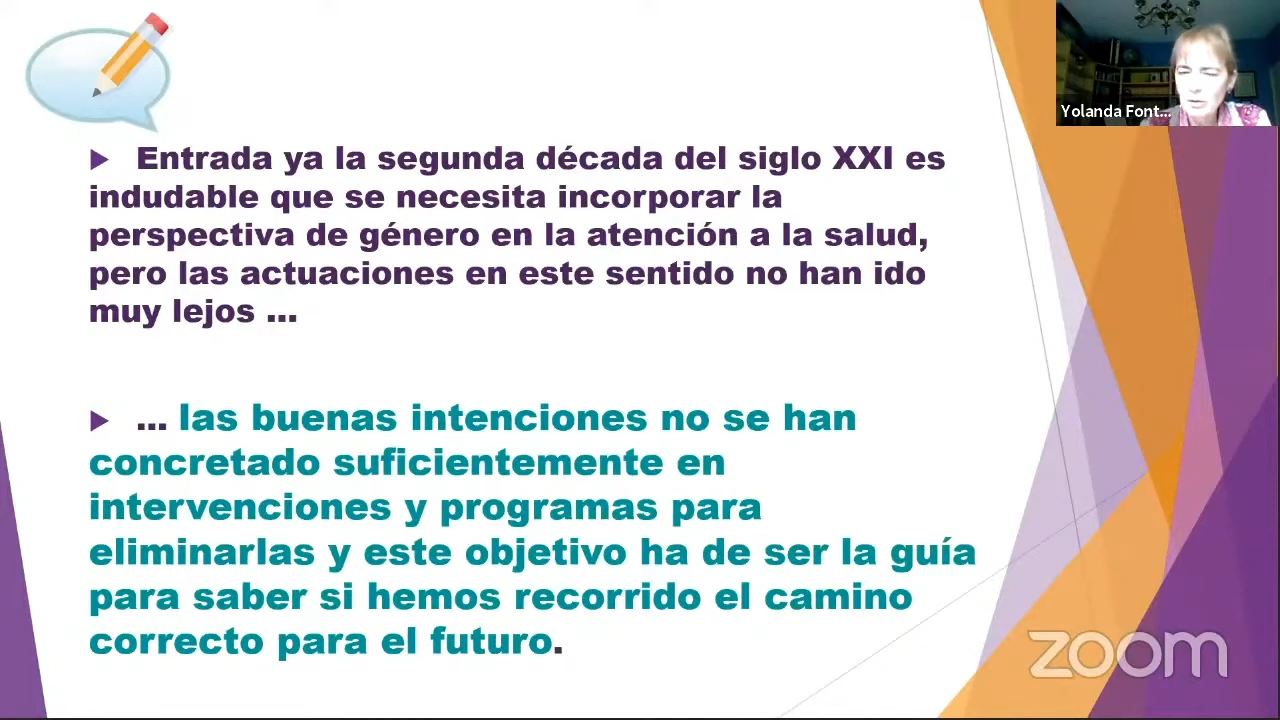 Yolanda Font...
Entrada ya la segunda década del siglo XXI es
indudable que se necesita incorporar la
perspectiva de género en la atención a la salud,
pero las actuaciones en este sentido no han ido
muy lejos ...
... las buenas intenciones no se han
concretado suficientemente en
intervenciones y programas para
eliminarlas y este objetivo ha de ser la guía
para saber si hemos recorrido el camino
correcto para el futuro.
zoom